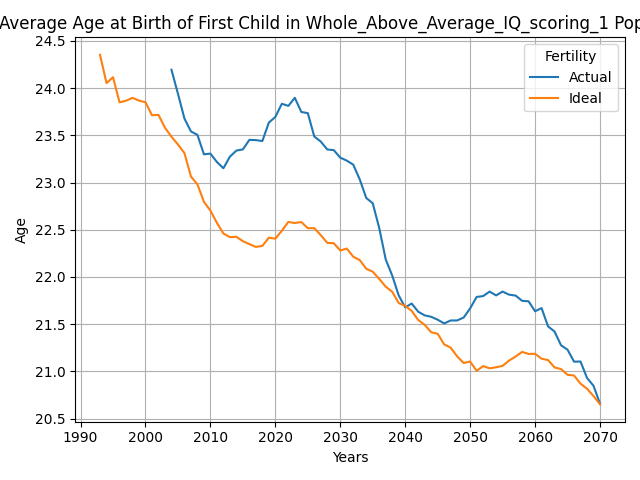 Average Age at Birth of First Child in Whole_Above_Average_IQ_scoring_1 Pop
24.5
24.0
23.5
23.0
22.5
22.0
21.5
21.0
20.5
Age
1990 2000 2010 2020 2030 2040 2050 2060 2070
Years
Fertility
Actual
Ideal